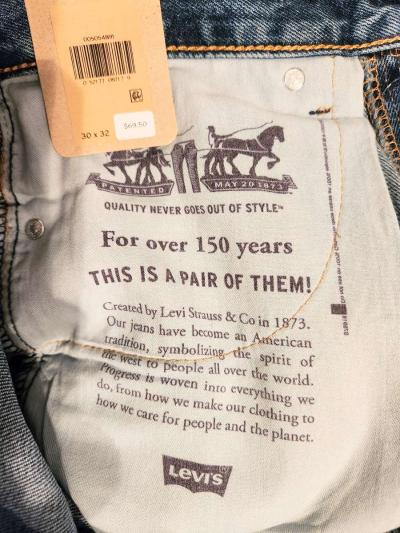 005054891
30 x 32
$69.50
PATENTED MAY 20 1873
QUALITY NEVER GOES OUT OF STYLE™
For over 150 years
THIS IS A PAIR OF THEM!
Created by Levi Strauss & Co in 1873.
Our jeans have become an American
tradition, symbolizing the spirit of
the west to people all over the world.
Progress is woven into everything we
do, from how we make our clothing to
how we care for people and the planet.
LEVI'S